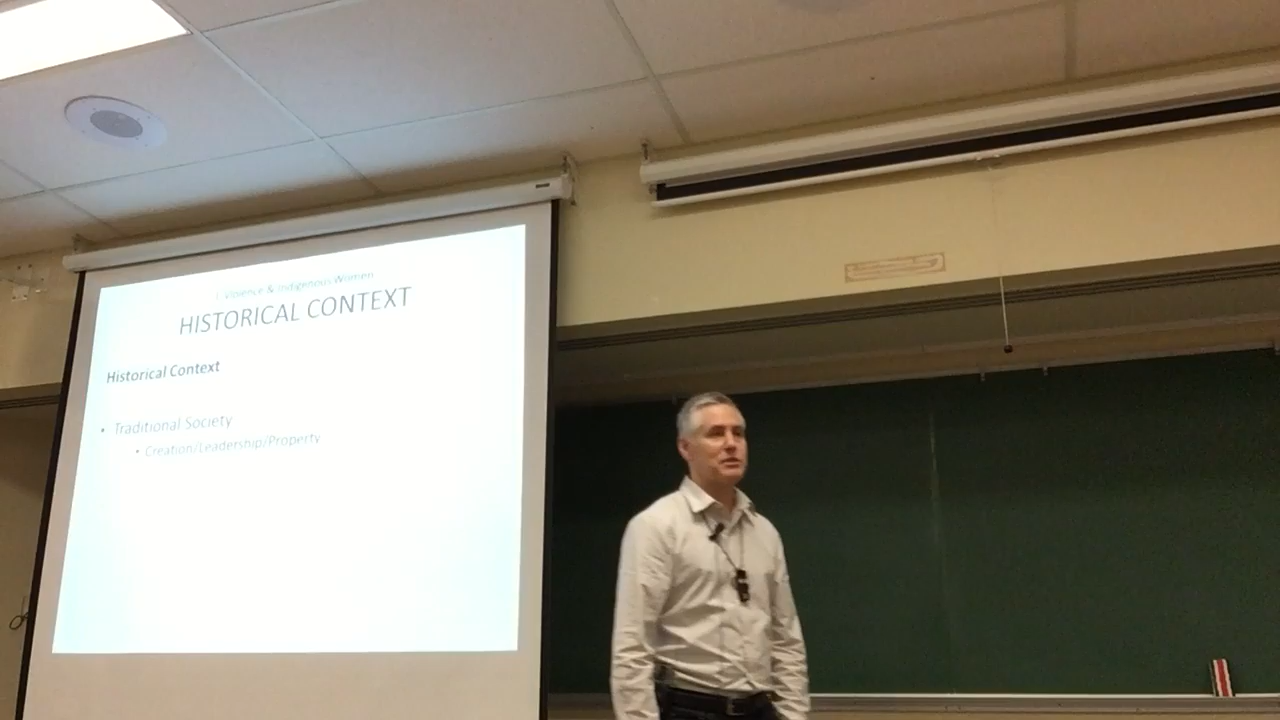 Violence & Indigenous Women
HISTORICAL CONTEXT
Historical Context
• Traditional Society
• Creation/Leadership/Property